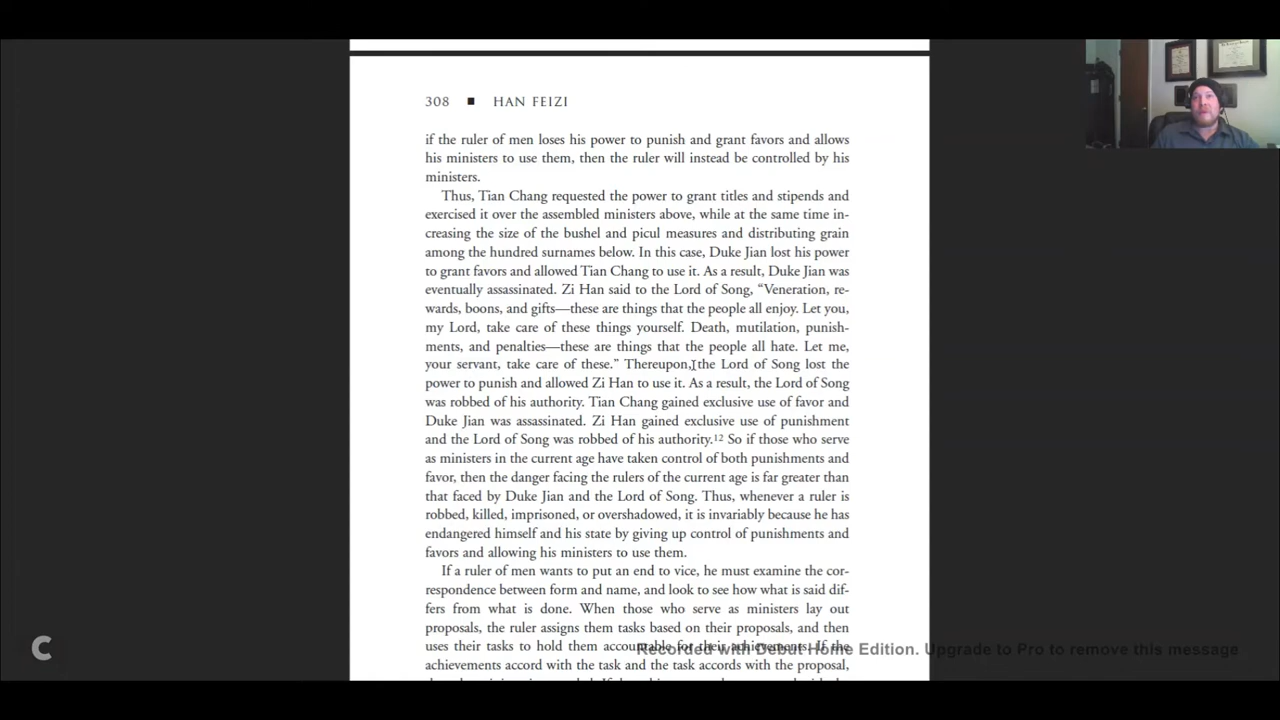 308 ■ HAN FEIZI
if the ruler of men loses his power to punish and grant favors and allows
his ministers to use them, then the ruler will instead be controlled by his
ministers.
Thus, Tian Chang requested the power to grant titles and stipends and
exercised it over the assembled ministers above, while at the same time in-
creasing the size of the bushel and picul measures and distributing grain
among the hundred surnames below. In this case, Duke Jian lost his power
to grant favors and allowed Tian Chang to use it. As a result, Duke Jian was
eventually assassinated. Zi Han said to the Lord of Song, “Veneration, re-
wards, boons, and gifts—these are things that the people all enjoy. Let you,
my Lord, take care of these things yourself. Death, mutilation, punish-
ments, and penalties—these are things that the people all hate. Let me,
your servant, take care of these.” Thereupon, the Lord of Song lost the
power to punish and allowed Zi Han to use it. As a result, the Lord of Song
was robbed of his authority. Tian Chang gained exclusive use of favor and
Duke Jian was assassinated. Zi Han gained exclusive use of punishment
and the Lord of Song was robbed of his authority.12 So if those who serve
as ministers in the current age have taken control of both punishments and
favor, then the danger facing the rulers of the current age is far greater than
that faced by Duke Jian and the Lord of Song. Thus, whenever a ruler is
robbed, killed, imprisoned, or overshadowed, it is invariably because he has
endangered himself and his state by giving up control of punishments and
favors and allowing his ministers to use them.
If a ruler of men wants to put an end to vice, he must examine the cor-
respondence between form and name, and look to see how what is said dif-
fers from what is done. When those who serve as ministers lay out
proposals, the ruler assigns them tasks based on their proposals, and then
uses their tasks to hold them accountable for their achievements. If the
achievements accord with the task and the task accords with the proposal,
C
Recorded with Debut Home Edition. Upgrade to Pro to remove this message